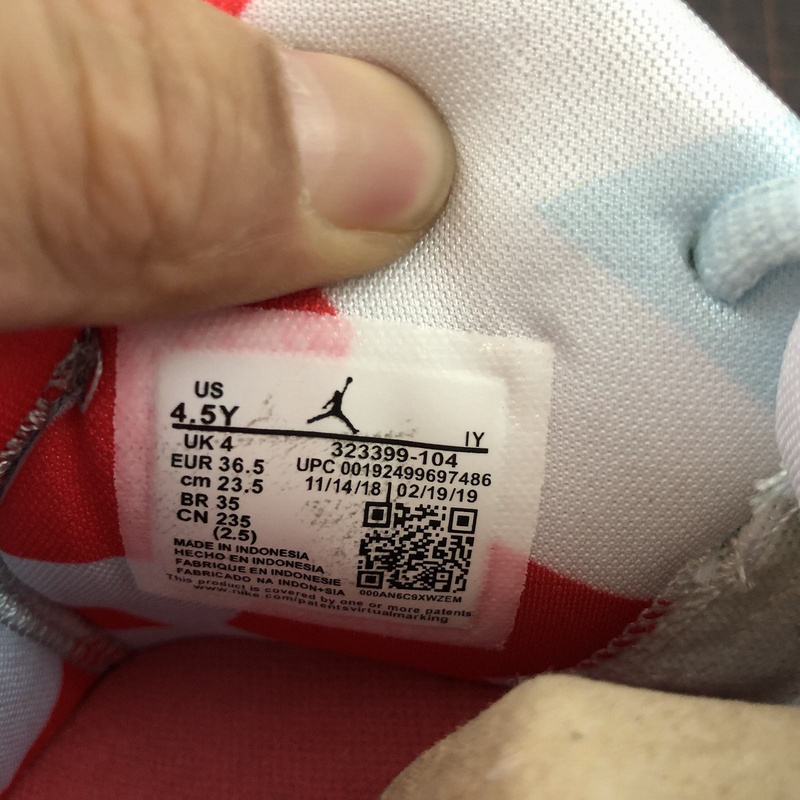 US
4.5Y
IY
UK 4
323399-104
EUR 36.5
UPC 00192499697486
cm 23.5
11/14/18 | 02/19/19
BR 35
CN 235
(2.5)
MADE IN INDONESIA
HECHO EN INDONESIA
FABRIQUE EN INDONESIE
FABRICADO NA INDON+SIA
000AN6C9XWZEM
This product is covered by one or more patents
www.nike.com/patentsvirtualmarking